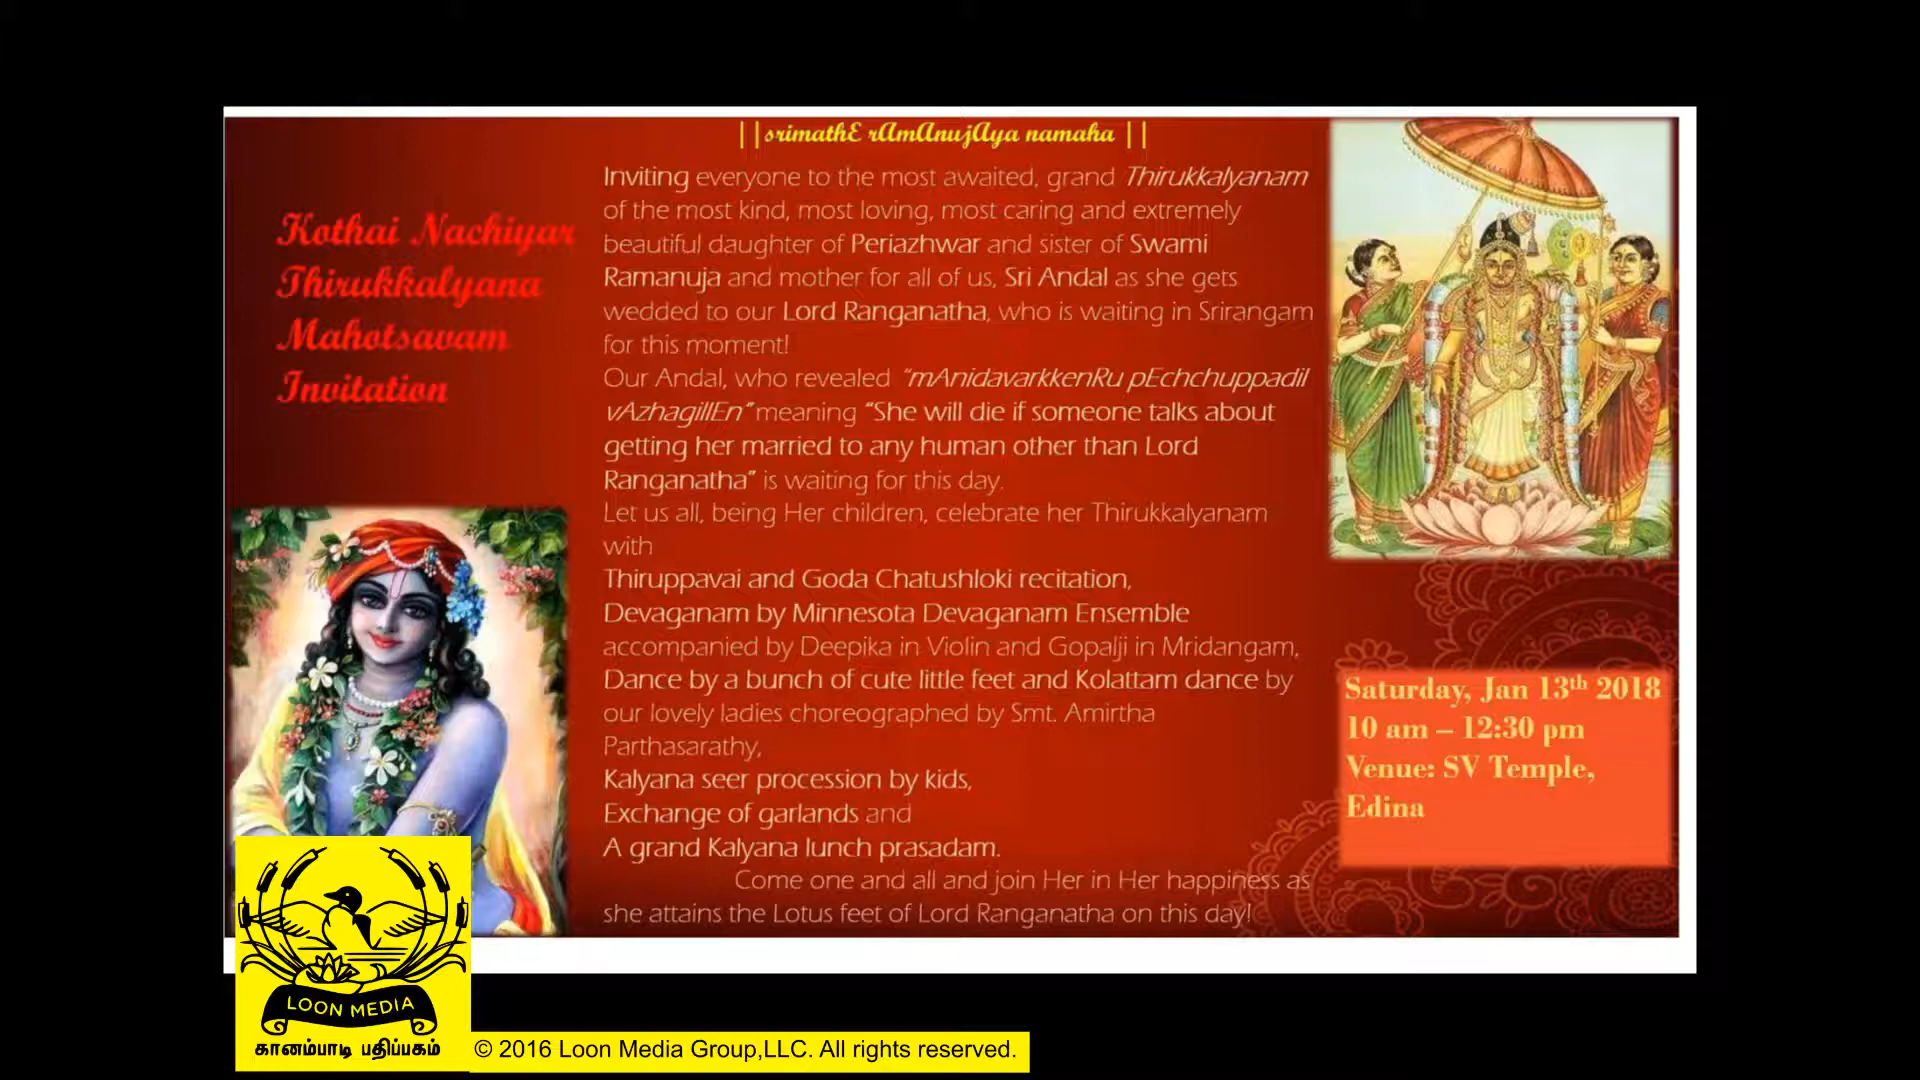 ||srimathE rAmAnujAya namaha ||
Kothai Nachiyar
Thirukkalyana
Mahotsavam
Invitation
Inviting everyone to the most awaited, grand Thirukkalyanam
of the most kind, most loving, most caring and extremely
beautiful daughter of Periazhwar and sister of Swami
Ramanuja and mother for all of us, Sri Andal as she gets
wedded to our Lord Ranganatha, who is waiting in Srirangam
for this moment!
Our Andal, who revealed “mAnidavarkkenRu pEchchuppadil
vAzhagillEn” meaning “She will die if someone talks about
getting her married to any human other than Lord
Ranganatha” is waiting for this day.
Let us all, being Her children, celebrate her Thirukkalyanam
with
Thiruppavai and Goda Chatushloki recitation,
Devaganam by Minnesota Devaganam Ensemble
accompanied by Deepika in Violin and Gopalji in Mridangam,
Dance by a bunch of cute little feet and Kolattam dance by
our lovely ladies choreographed by Smt. Amirtha
Parthasarathy,
Kalyana seer procession by kids,
Exchange of garlands and
A grand Kalyana lunch prasadam.
Come one and all and join Her in Her happiness as
she attains the Lotus feet of Lord Ranganatha on this day!
Saturday, Jan 13th 2018
10 am – 12:30 pm
Venue: SV Temple,
Edina
LOON MEDIA
கானம்பாடி பதிப்பகம்
© 2016 Loon Media Group,LLC. All rights reserved.